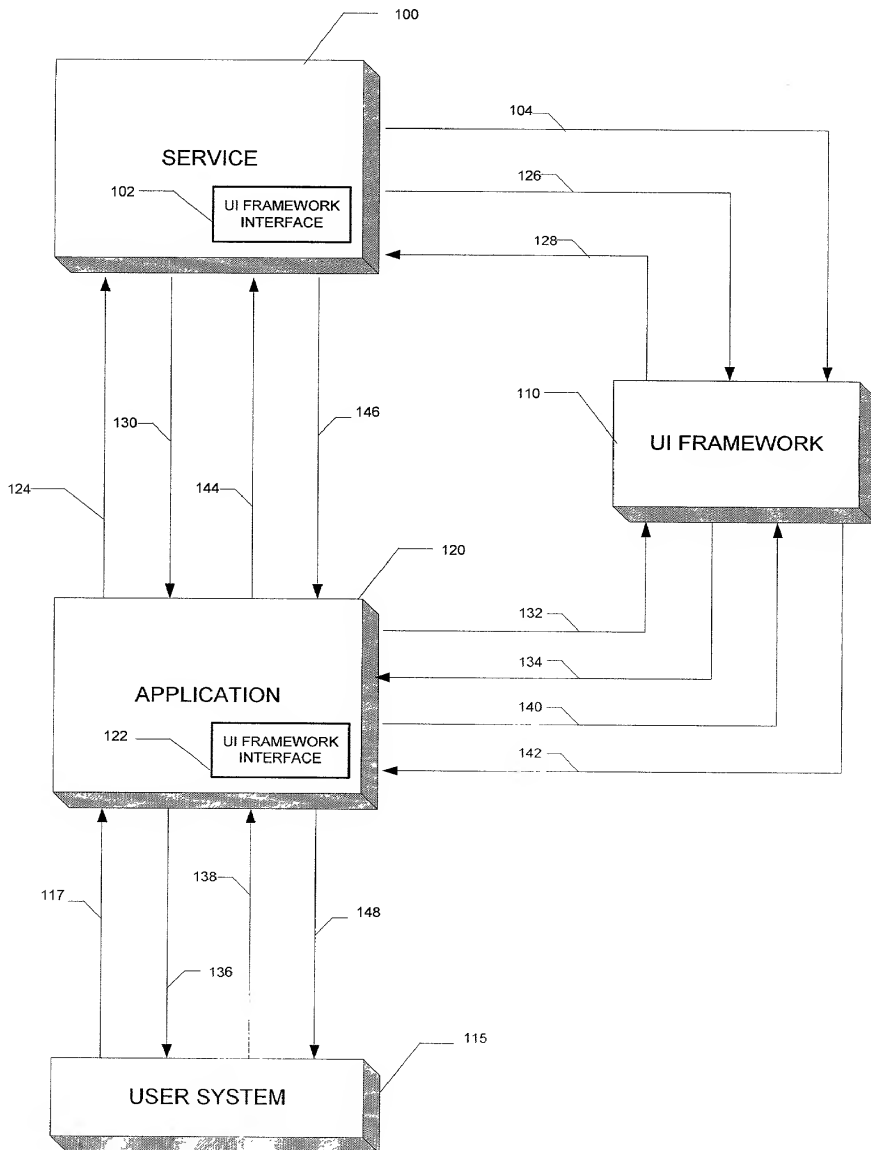 100
104
SERVICE
126
102
UI FRAMEWORK
INTERFACE
128
110
UI FRAMEWORK
130
146
124
144
120
132
134
APPLICATION
140
122
UI FRAMEWORK
INTERFACE
142
117
138
148
136
115
USER SYSTEM